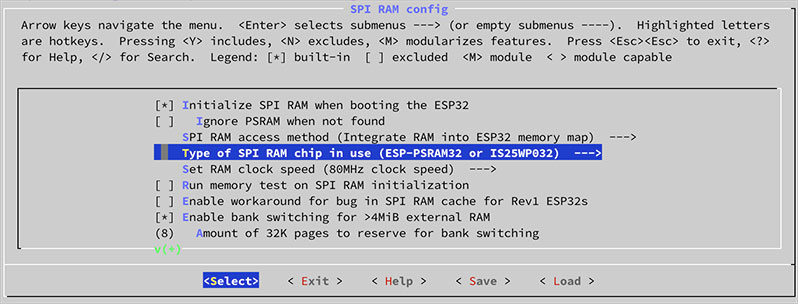 SPI RAM config
Arrow keys navigate the menu.  <Enter> selects submenus ---> (or empty submenus ----).  Highlighted letters
are hotkeys.  Pressing <Y> includes, <N> excludes, <M> modularizes features.  Press <Esc><Esc> to exit, <?>
for Help, </> for Search.  Legend: [*] built-in  [ ] excluded  <M> module  < > module capable
[*] Initialize SPI RAM when booting the ESP32
[ ]   Ignore PSRAM when not found
SPI RAM access method (Integrate RAM into ESP32 memory map)  --->
Type of SPI RAM chip in use (ESP-PSRAM32 or IS25WP032)  --->
Set RAM clock speed (80MHz clock speed)  --->
[ ] Run memory test on SPI RAM initialization
[ ] Enable workaround for bug in SPI RAM cache for Rev1 ESP32s
[*] Enable bank switching for >4MiB external RAM
(8)   Amount of 32K pages to reserve for bank switching
v(+)
<Select>    < Exit >    < Help >    < Save >    < Load >